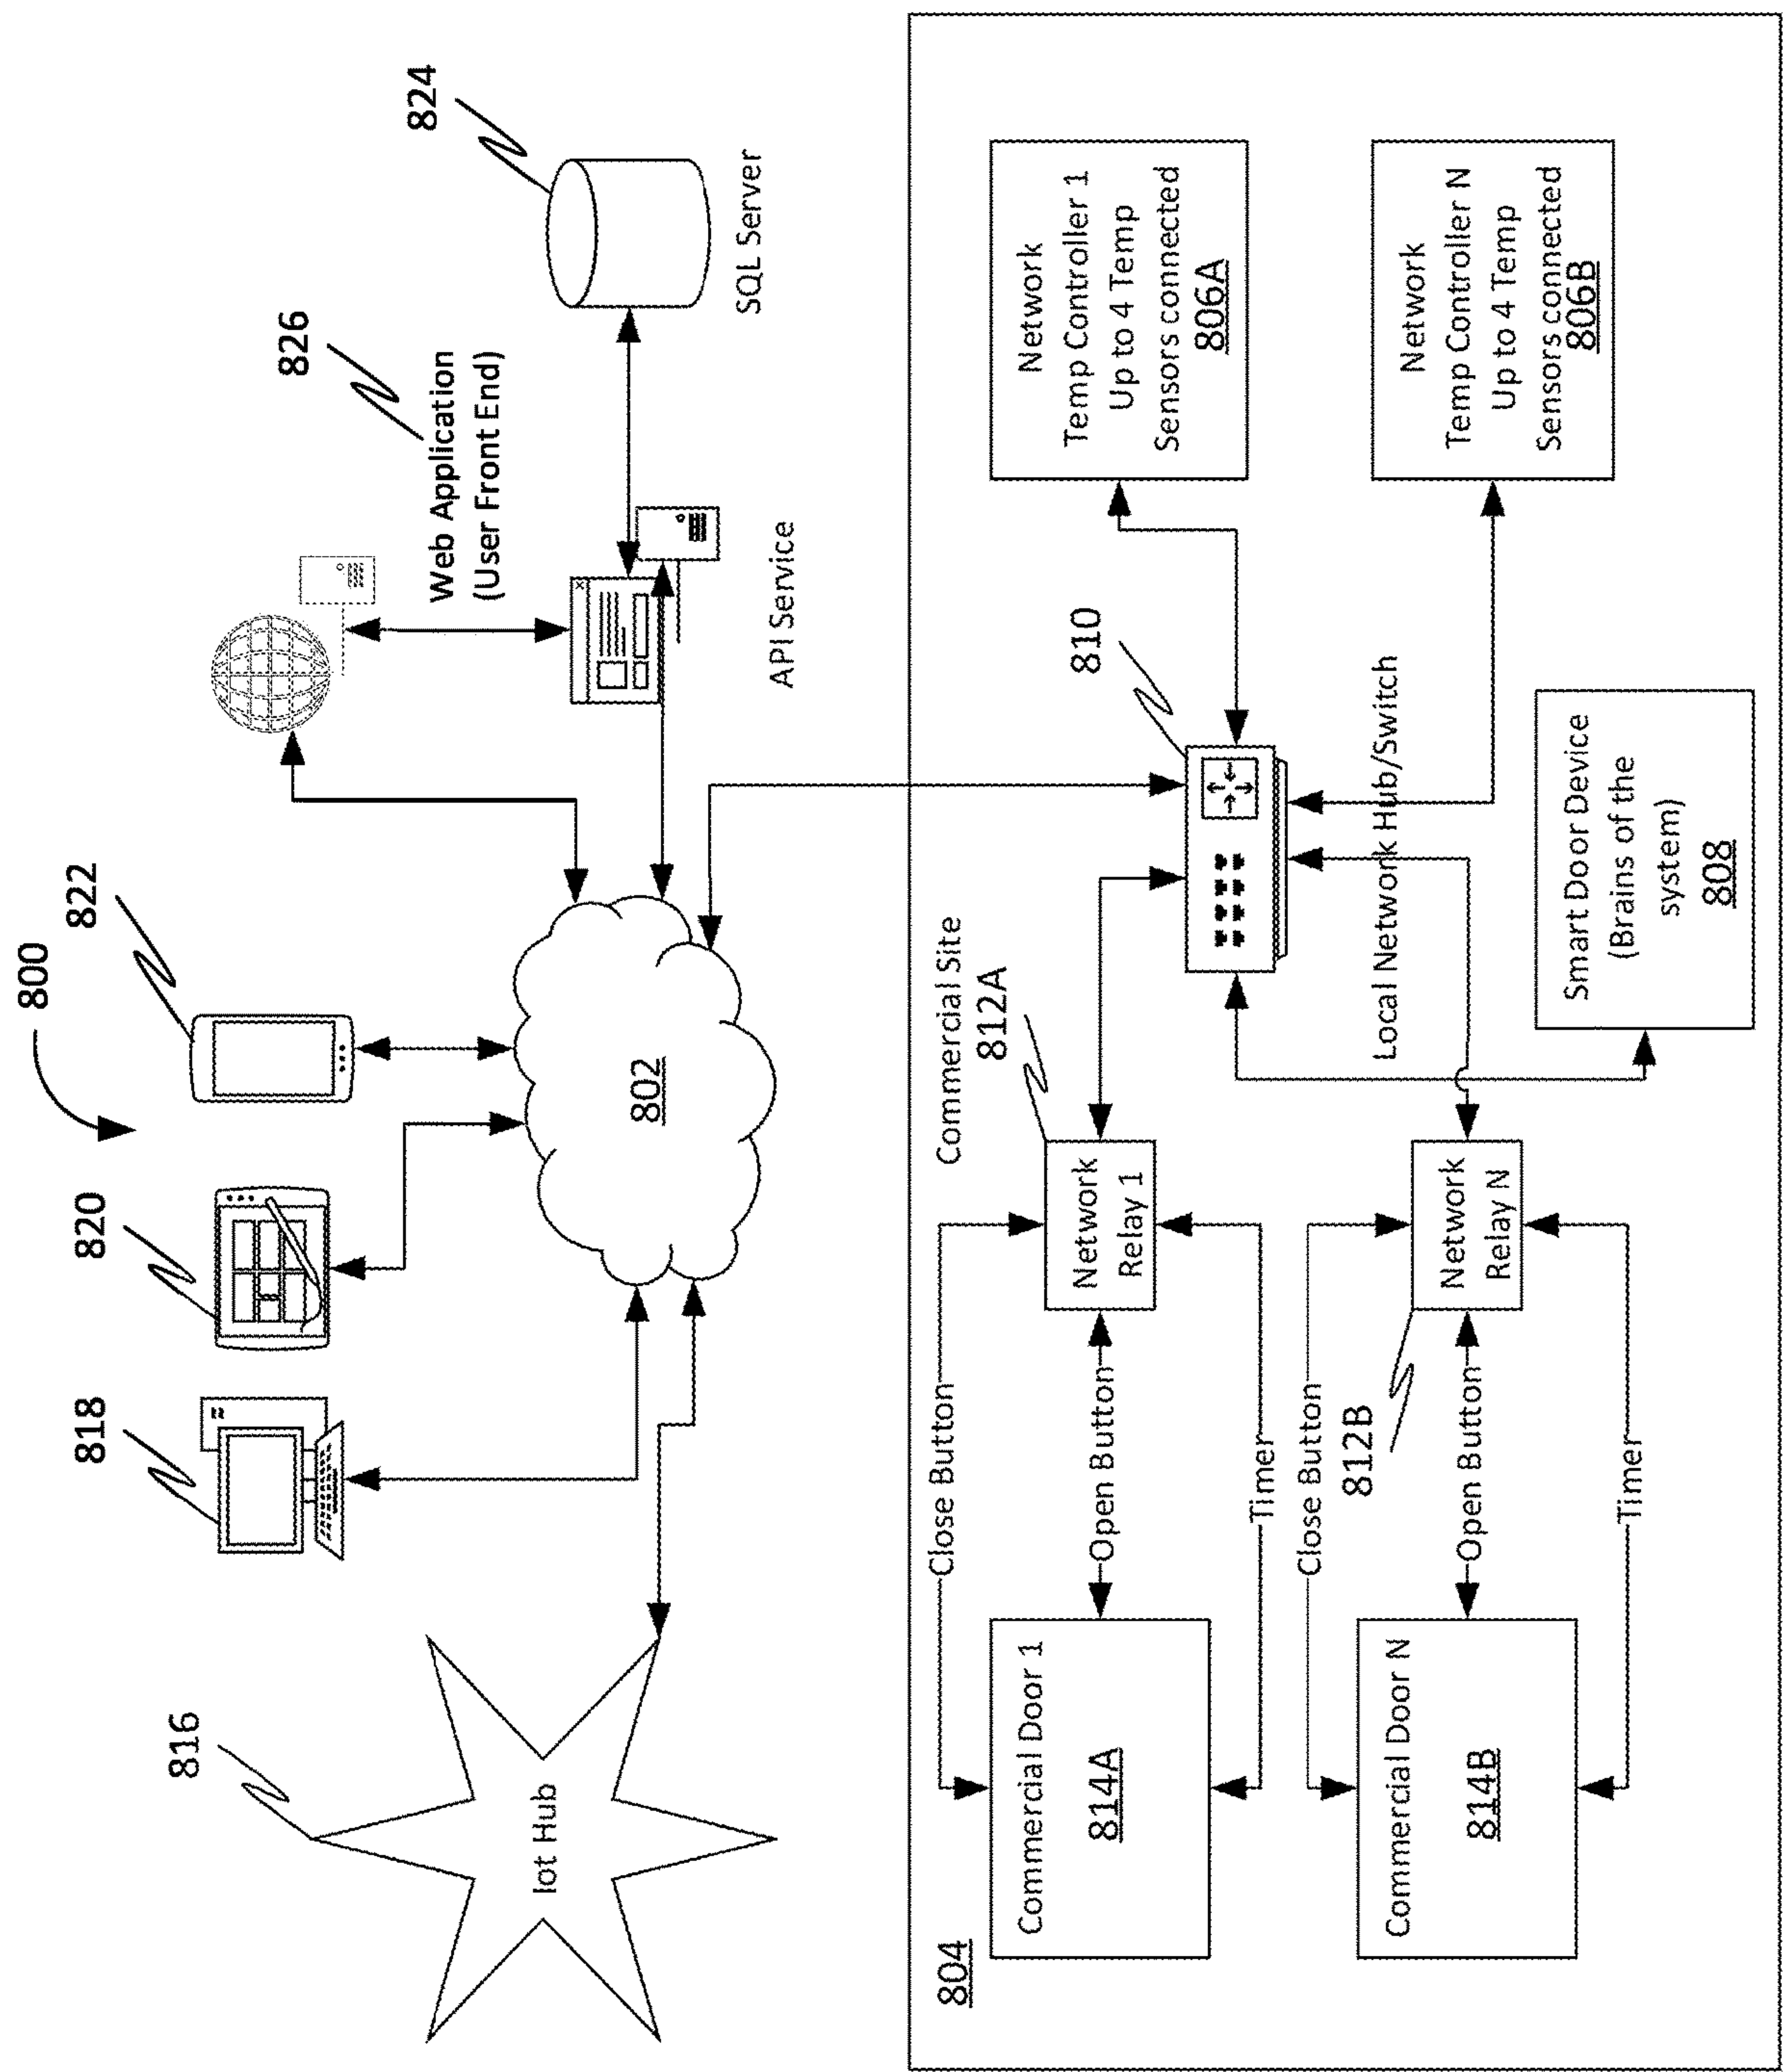 800
816
818
820
822
826
824
Iot Hub
802
Web Application
(User Front End)
API Service
SQL Server
804
Commercial Site
Commercial Door 1
814A
Close Button
Open Button
Timer
812A
Network
Relay 1
810
Local Network Hub/Switch
Network
Temp Controller 1
Up to 4 Temp
Sensors connected
806A
Commercial Door N
814B
Close Button
812B
Open Button
Timer
Network
Relay N
Smart Door Device
(Brains of the
system)
808
Network
Temp Controller N
Up to 4 Temp
Sensors connected
806B